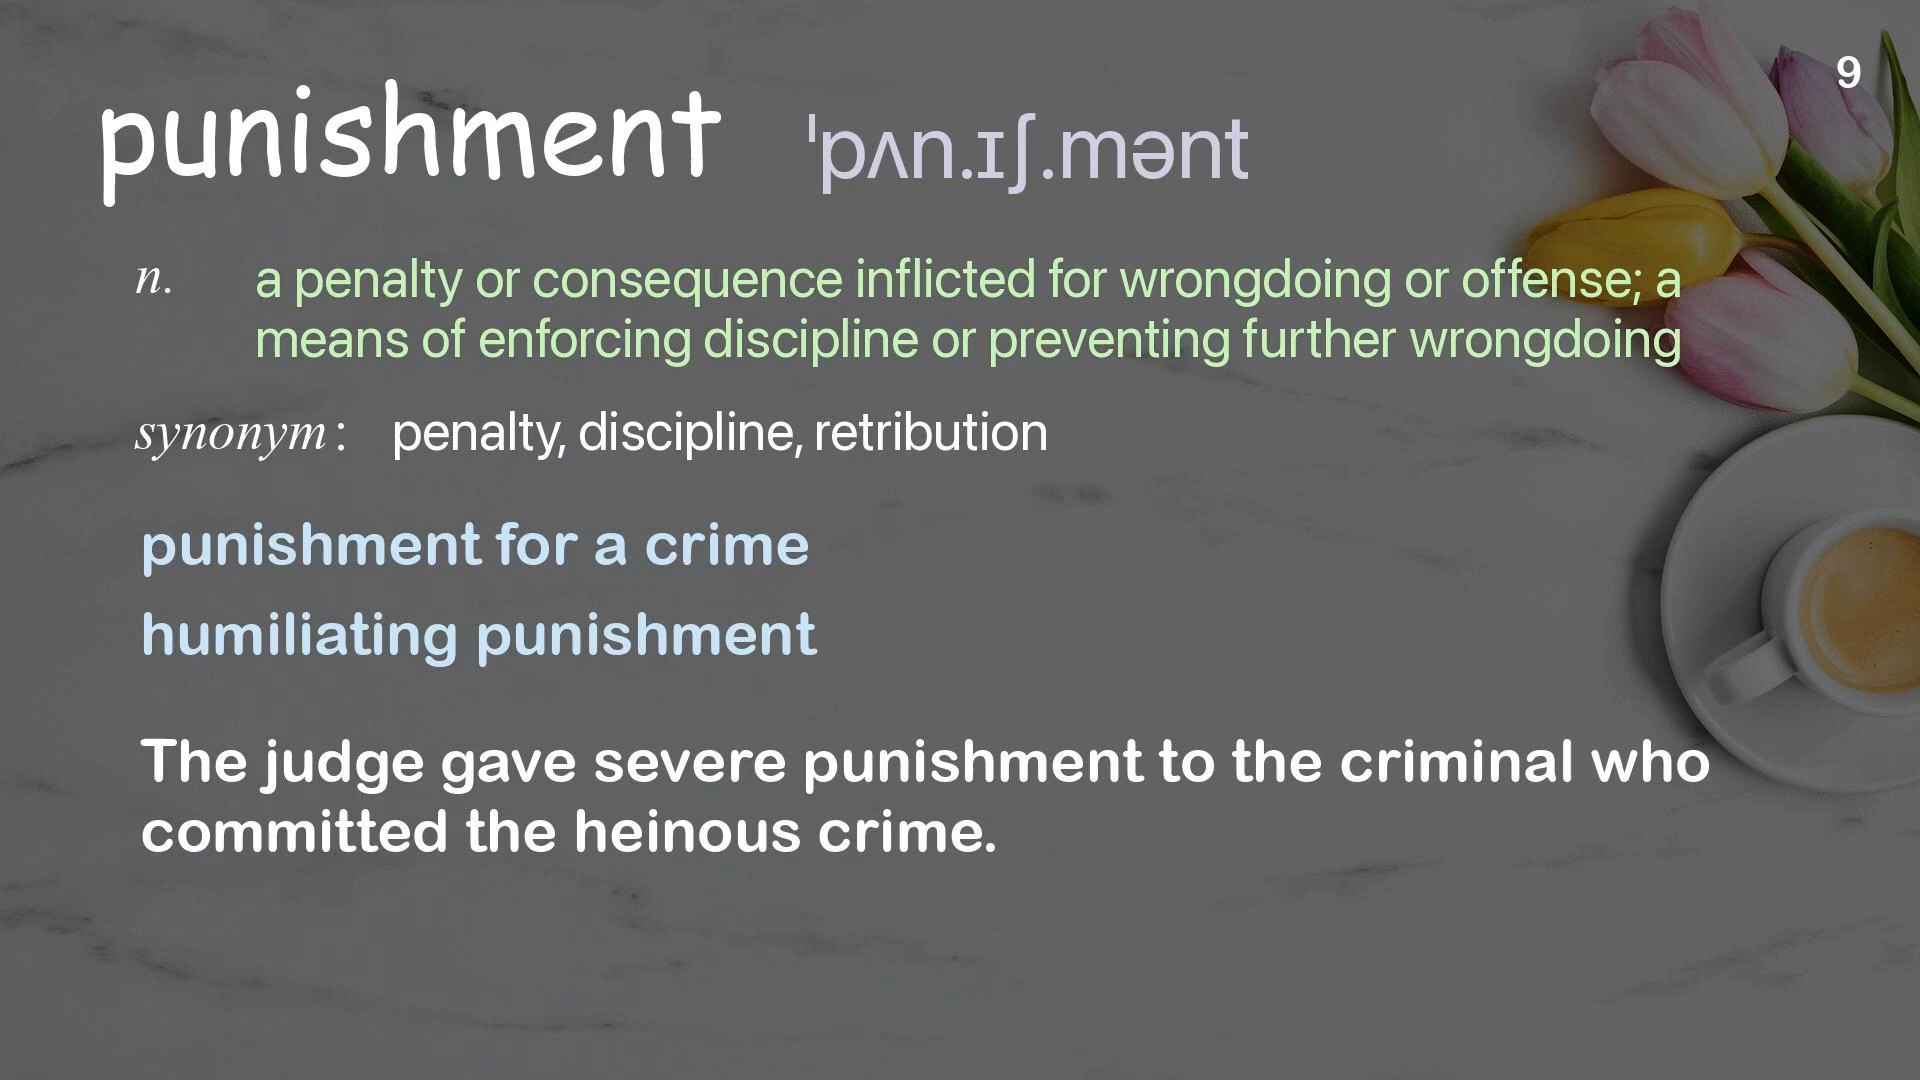 9
punishment ˈpʌn.ɪʃ.mənt
n. a penalty or consequence inflicted for wrongdoing or offense; a
means of enforcing discipline or preventing further wrongdoing
synonym: penalty, discipline, retribution
punishment for a crime
humiliating punishment
The judge gave severe punishment to the criminal who
committed the heinous crime.